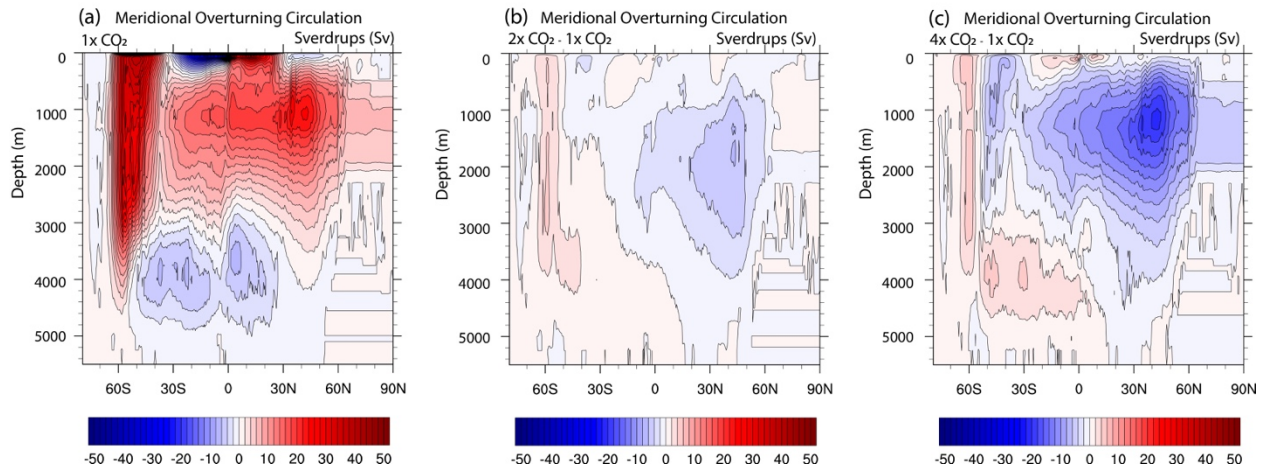 (a) Meridional Overturning Circulation
1x CO₂ Sverdrups (Sv)
0
1000
2000
3000
4000
5000
Depth (m)
60S 30S 0 30N 60N 90N
-50 -40 -30 -20 -10 0 10 20 30 40 50
(b) Meridional Overturning Circulation
2x CO₂ - 1x CO₂ Sverdrups (Sv)
0
1000
2000
3000
4000
5000
Depth (m)
60S 30S 0 30N 60N 90N
-50 -40 -30 -20 -10 0 10 20 30 40 50
(c) Meridional Overturning Circulation
4x CO₂ - 1x CO₂ Sverdrups (Sv)
0
1000
2000
3000
4000
5000
Depth (m)
60S 30S 0 30N 60N 90N
-50 -40 -30 -20 -10 0 10 20 30 40 50